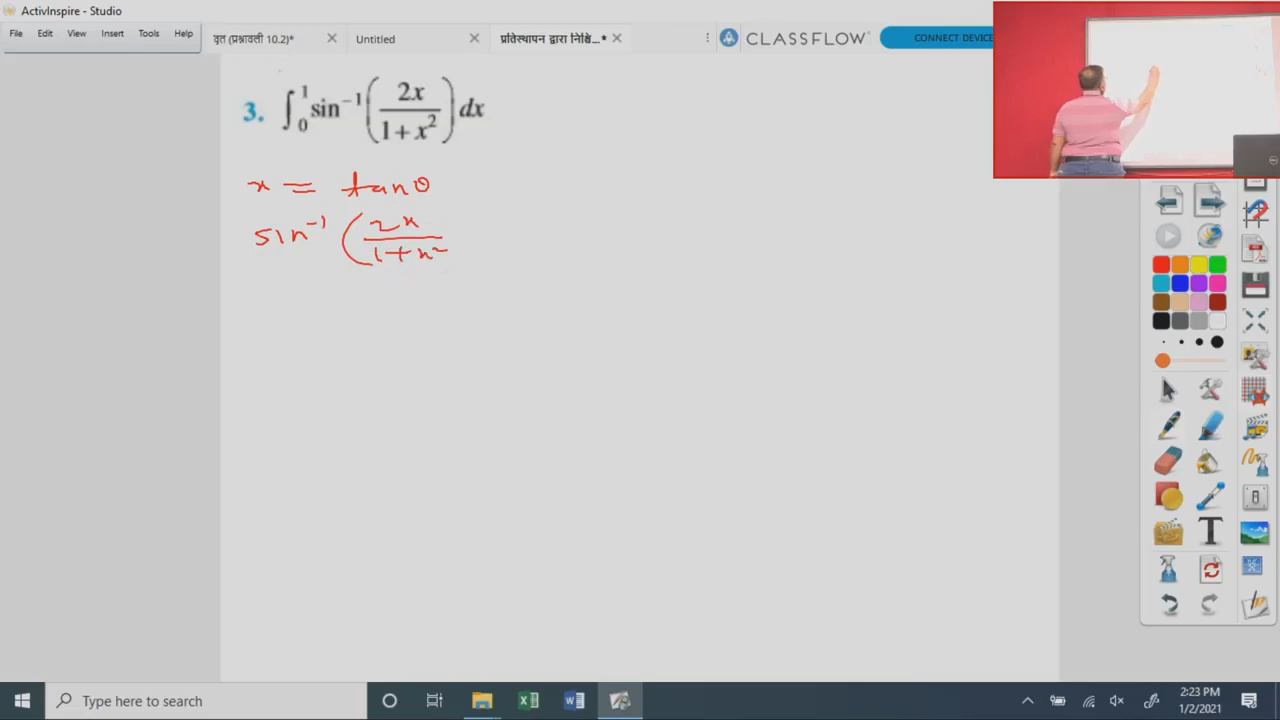 ActivInspire - Studio
File Edit View Insert Tools Help
वृत (प्रश्नावली 10.2)* Untitled प्रतिस्थापन द्वारा निश्चि...* CLASSFLOW CONNECT DEVICE
3. ∫₀¹ sin⁻¹ (2x / (1 + x²)) dx
x = tanθ
sin⁻¹ (2x / 1+x²
T
Type here to search
2:23 PM
1/2/2021